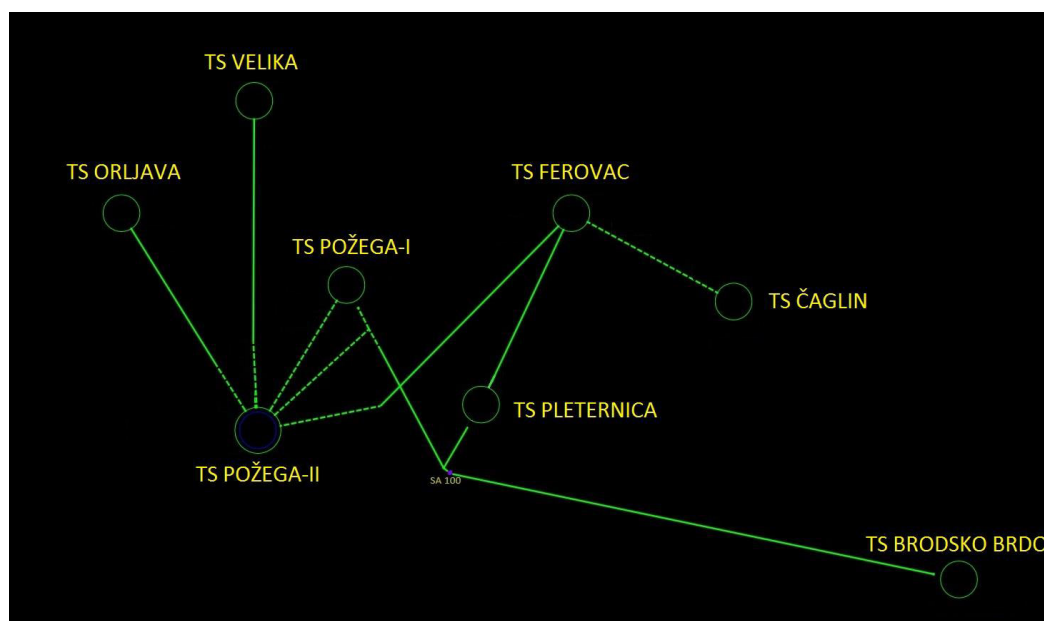 TS VELIKA
TS ORLJAVA
TS FEROVAC
TS POŽEGA-I
TS ČAGLIN
TS PLETERNICA
TS POŽEGA-II
SA 100
TS BRODSKO BRDO